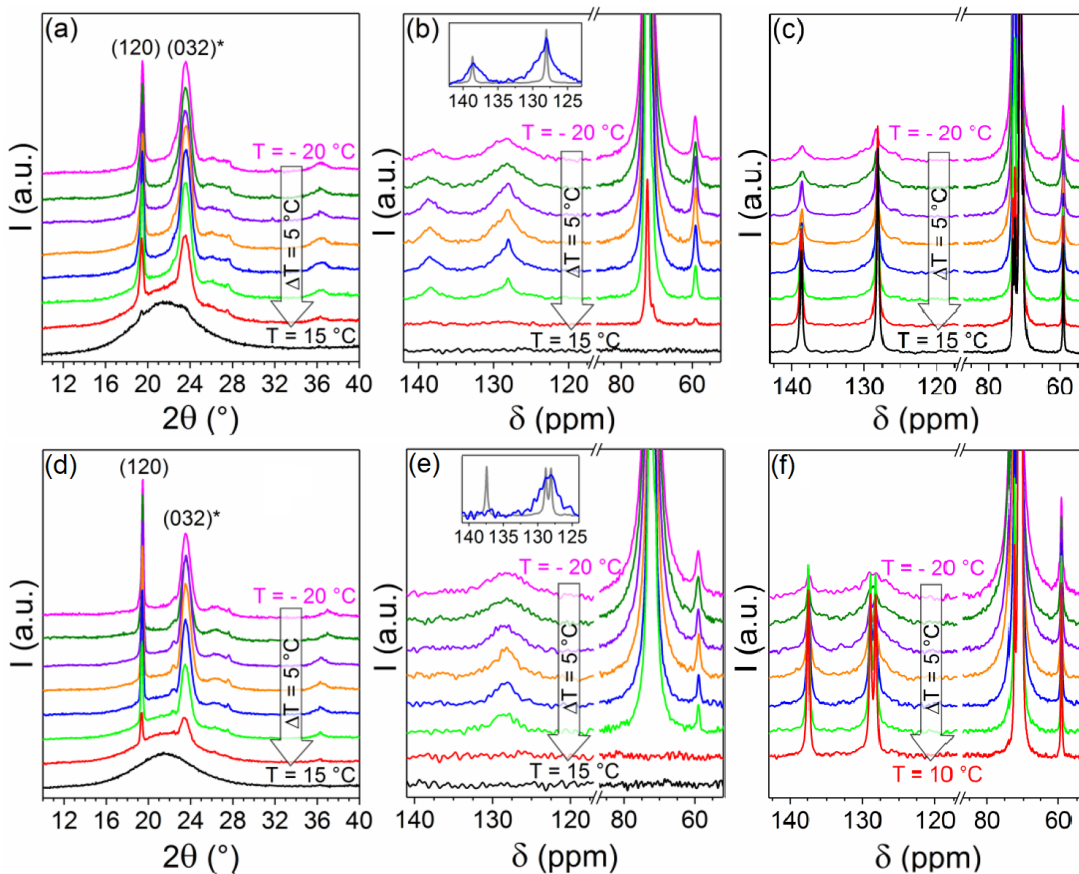 (a)
(120) (032)*
T = - 20 °C
ΔT = 5 °C
T = 15 °C
I (a.u.)
12 16 20 24 28 32 36 40
2θ (°)
(b)
140 135 130 125
T = - 20 °C
ΔT = 5 °C
T = 15 °C
I (a.u.)
140 130 120 80 60
δ (ppm)
(c)
T = - 20 °C
ΔT = 5 °C
T = 15 °C
I (a.u.)
140 130 120 80 60
δ (ppm)
(d)
(120)
(032)*
T = - 20 °C
ΔT = 5 °C
T = 15 °C
I (a.u.)
12 16 20 24 28 32 36 40
2θ (°)
(e)
140 135 130 125
T = - 20 °C
ΔT = 5 °C
T = 15 °C
I (a.u.)
140 130 120 80 60
δ (ppm)
(f)
T = - 20 °C
ΔT = 5 °C
T = 10 °C
I (a.u.)
140 130 120 80 60
δ (ppm)